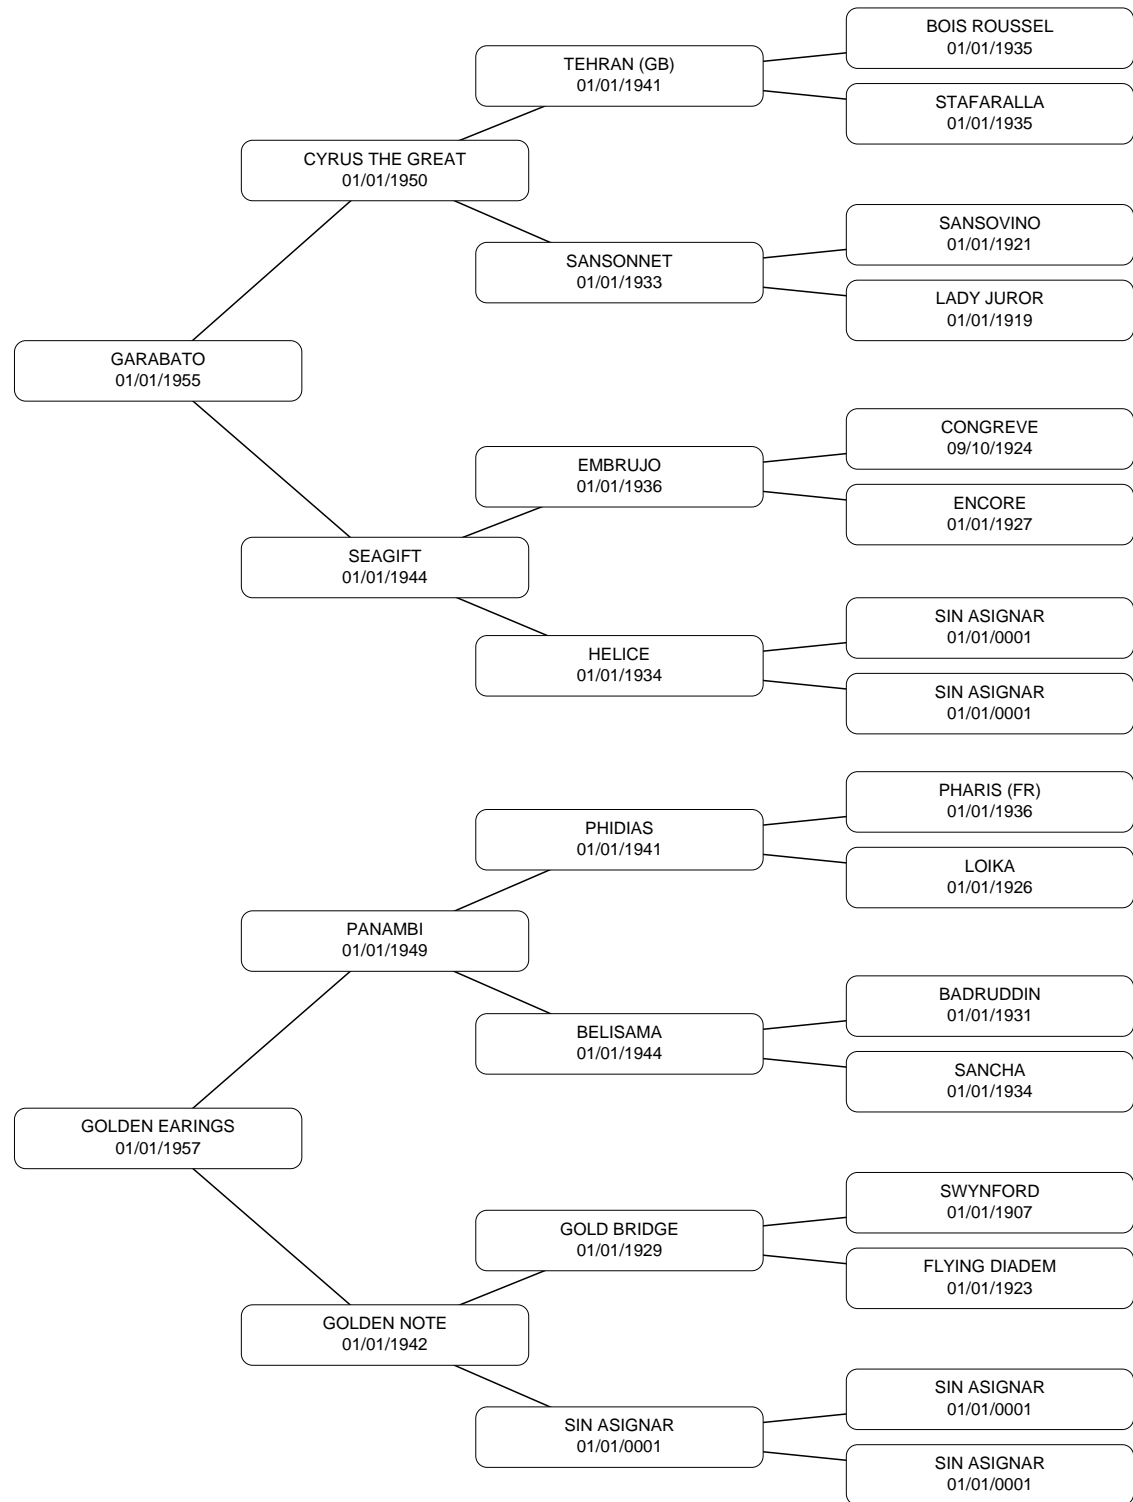 BOIS ROUSSEL
01/01/1935
TEHRAN (GB)
01/01/1941
STAFARALLA
01/01/1935
CYRUS THE GREAT
01/01/1950
SANSOVINO
01/01/1921
SANSONNET
01/01/1933
LADY JUROR
01/01/1919
GARABATO
01/01/1955
CONGREVE
09/10/1924
EMBRUJO
01/01/1936
ENCORE
01/01/1927
SEAGIFT
01/01/1944
SIN ASIGNAR
01/01/0001
HELICE
01/01/1934
SIN ASIGNAR
01/01/0001
PHARIS (FR)
01/01/1936
PHIDIAS
01/01/1941
LOIKA
01/01/1926
PANAMBI
01/01/1949
BADRUDDIN
01/01/1931
BELISAMA
01/01/1944
SANCHA
01/01/1934
GOLDEN EARINGS
01/01/1957
SWYNFORD
01/01/1907
GOLD BRIDGE
01/01/1929
FLYING DIADEM
01/01/1923
GOLDEN NOTE
01/01/1942
SIN ASIGNAR
01/01/0001
SIN ASIGNAR
01/01/0001
SIN ASIGNAR
01/01/0001